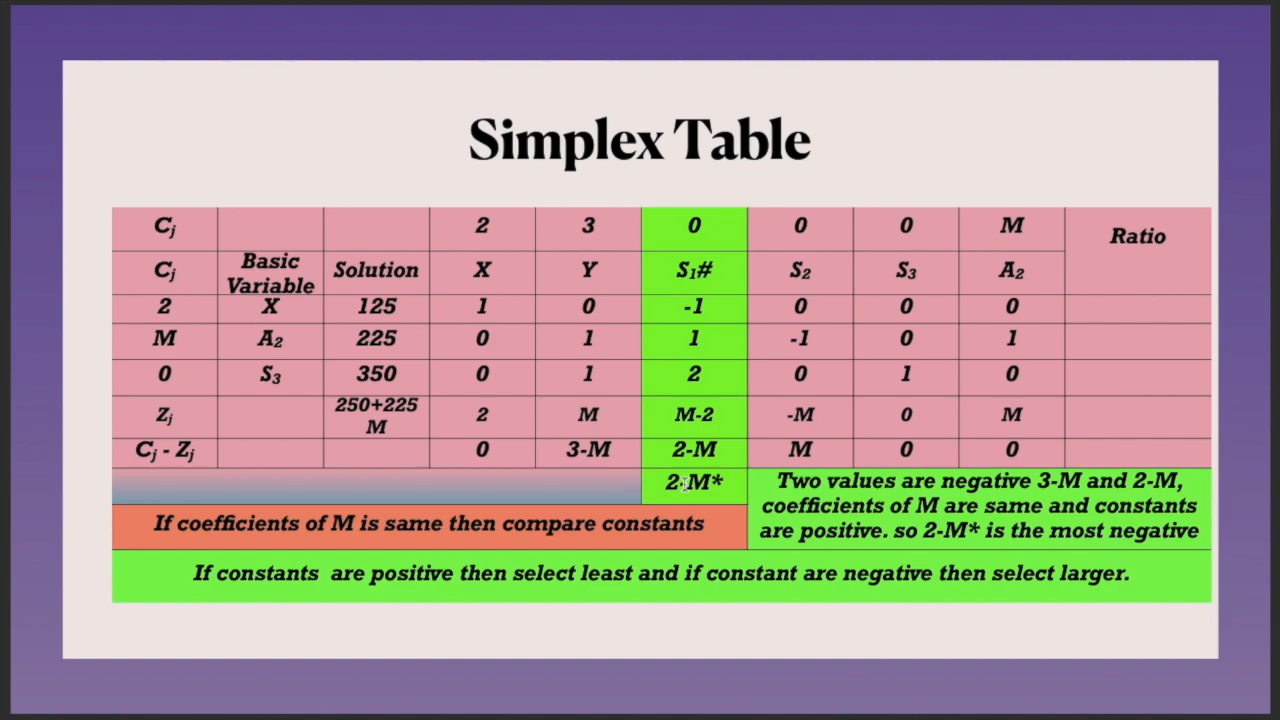 Simplex Table
Cⱼ 2 3 0 0 0 M Ratio
Cⱼ Basic Variable Solution X Y S₁# S₂ S₃ A₂
2 X 125 1 0 -1 0 0 0
M A₂ 225 0 1 1 -1 0 1
0 S₃ 350 0 1 2 0 1 0
Zⱼ 250+225 M 2 M M-2 -M 0 M
Cⱼ - Zⱼ 0 3-M 2-M M 0 0
2-M*
Two values are negative 3-M and 2-M,
coefficients of M are same and constants
are positive. so 2-M* is the most negative
If coefficients of M is same then compare constants
If constants are positive then select least and if constant are negative then select larger.